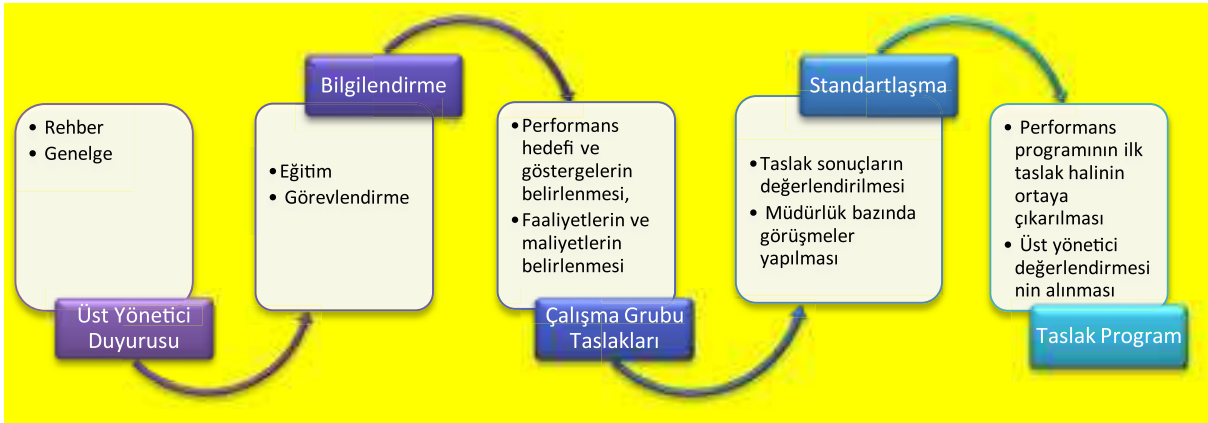 • Rehber
• Genelge
Üst Yönetici
Duyurusu
Bilgilendirme
•Eğitim
• Görevlendirme
•Performans
hedefi ve
göstergelerin
belirlenmesi,
•Faaliyetlerin ve
maliyetlerin
belirlenmesi
Çalışma Grubu
Taslakları
Standartlaşma
•Taslak sonuçların
değerlendirilmesi
• Müdürlük bazında
görüşmeler
yapılması
• Performans
programının ilk
taslak halinin
ortaya
çıkarılması
• Üst yönetici
değerlendirmesi
nin alınması
Taslak Program